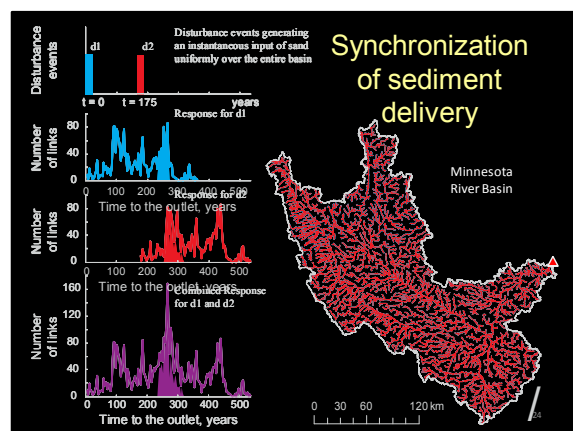 Synchronization
of sediment
delivery
Disturbance
events
d1
d2
Disturbance events generating
an instantaneous input of sand
uniformly over the entire basin
t = 0
t = 175
years
Response for d1
Number
of links
80
40
0
0 100 200 300 400 500
Time to the outlet, years
Response for d2
Number
of links
80
40
0
0 100 200 300 400 500
Time to the outlet, years
Combined Response
for d1 and d2
Number
of links
160
120
80
40
0
0 100 200 300 400 500
Time to the outlet, years
Minnesota
River Basin
0 30 60 120 km
24